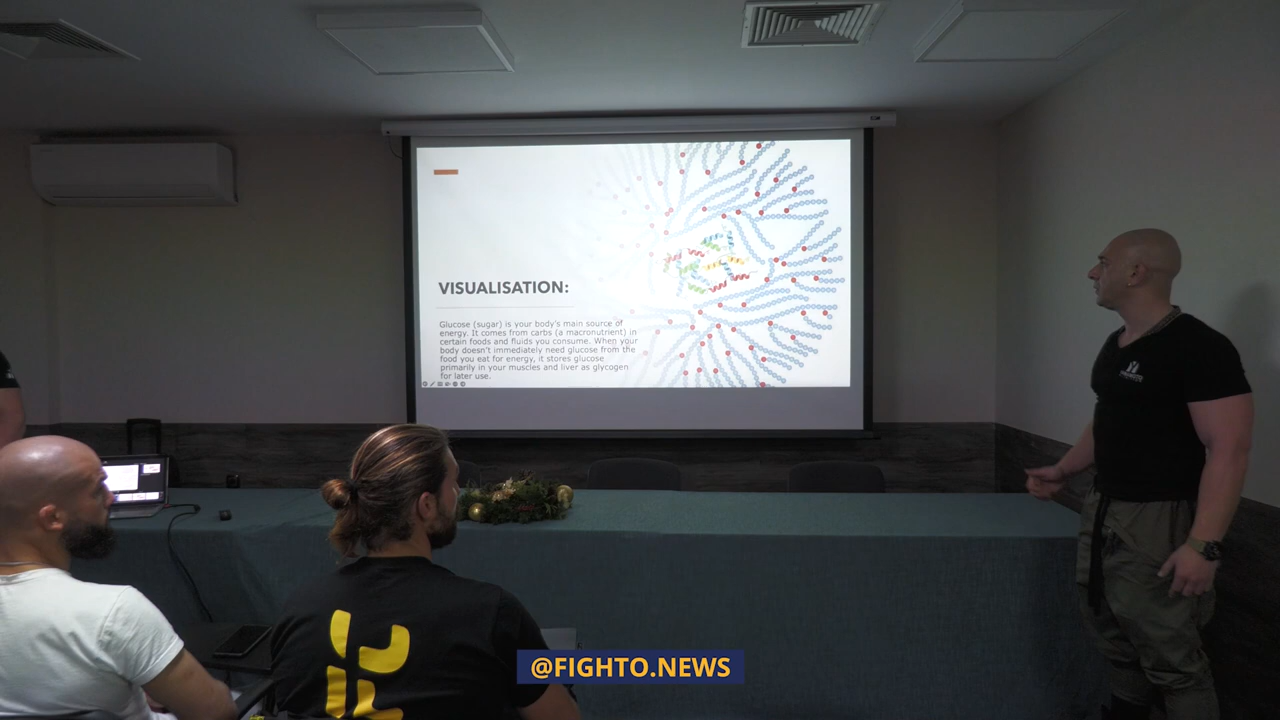 VISUALISATION:
Glucose (sugar) is your body's main source of
energy. It comes from carbs (a macronutrient) in
certain foods and fluids you consume. When your
body doesn't immediately need glucose from the
food you eat for energy, it stores glucose
primarily in your muscles and liver as glycogen
for later use.
@FIGHTO.NEWS